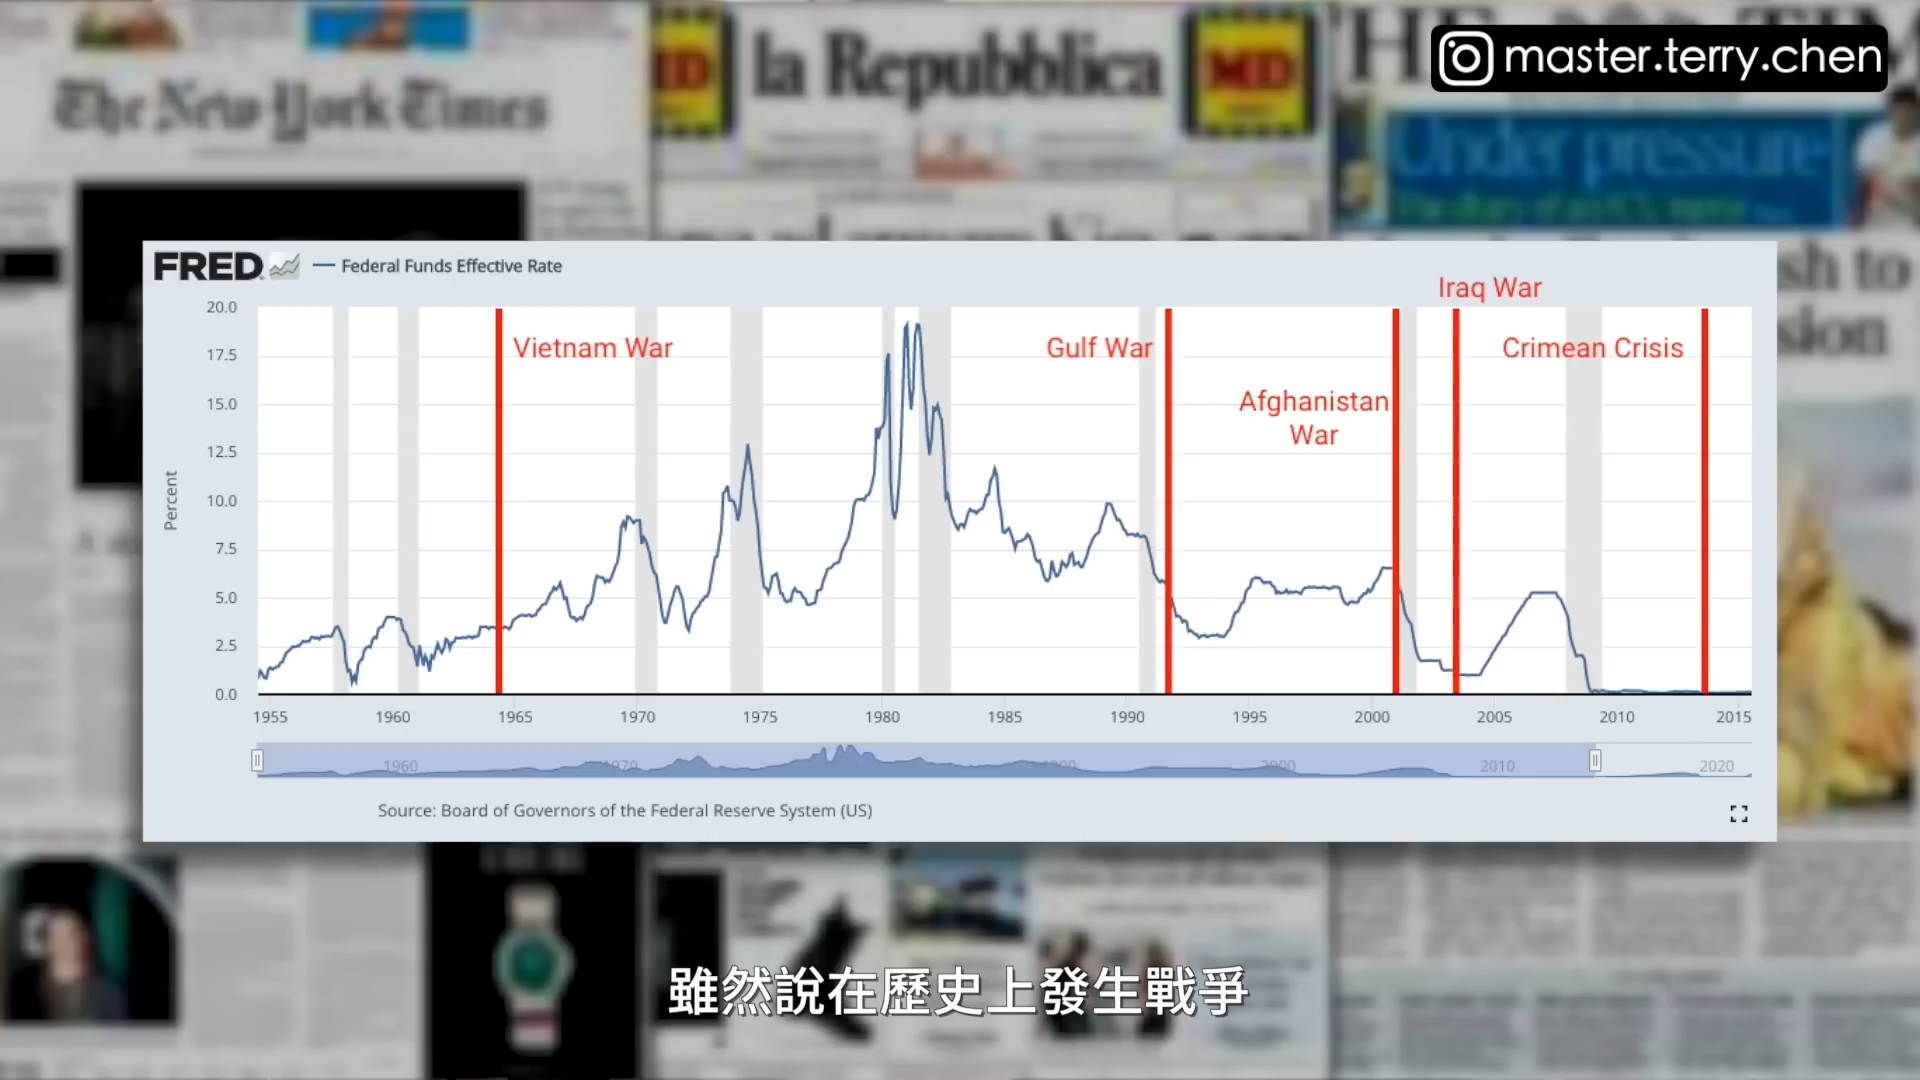 The New York Times
la Repubblica
MD
master.terry.chen
Under pressure
FRED
Federal Funds Effective Rate
Iraq War
Vietnam War
Gulf War
Crimean Crisis
Afghanistan
War
Percent
20.0
17.5
15.0
12.5
10.0
7.5
5.0
2.5
0.0
1955 1960 1965 1970 1975 1980 1985 1990 1995 2000 2005 2010 2015
1960 1970 2000 2010 2020
Source: Board of Governors of the Federal Reserve System (US)
雖然說在歷史上發生戰爭